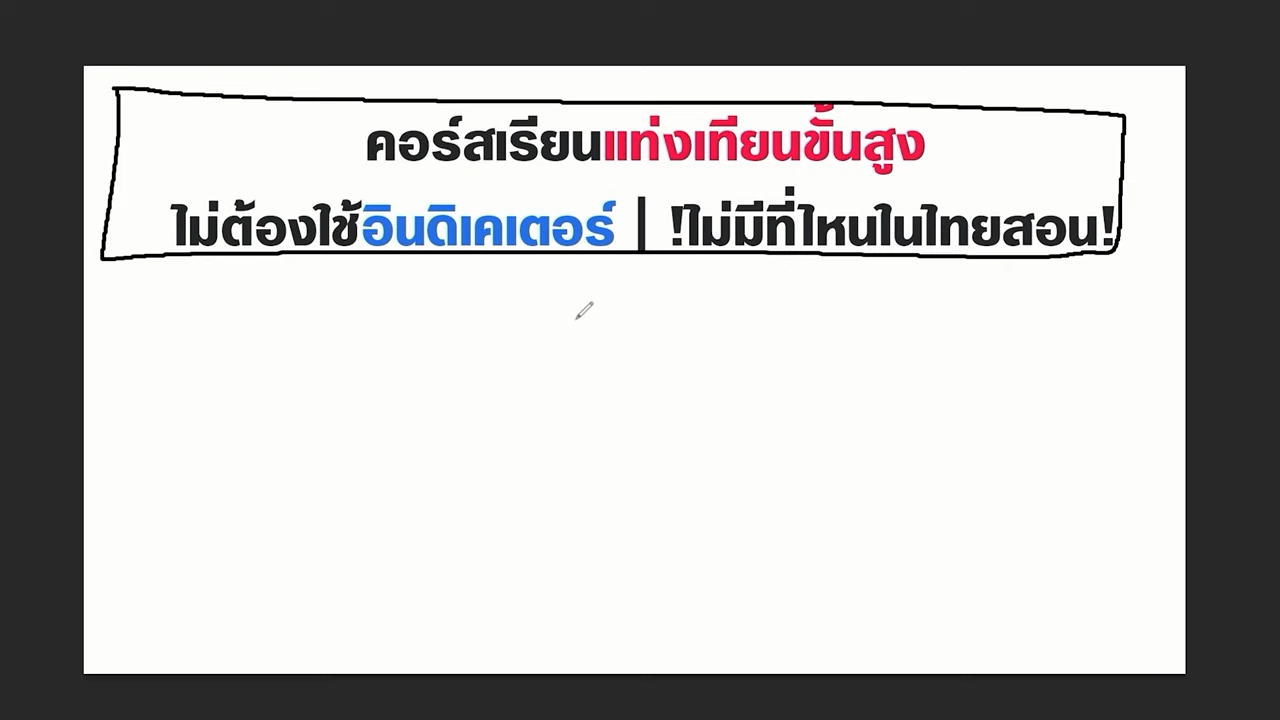 คอร์สเรียนแท่งเทียนขั้นสูง
ไม่ต้องใช้อินดิเคเตอร์ | !ไม่มีที่ไหนในไทยสอน!